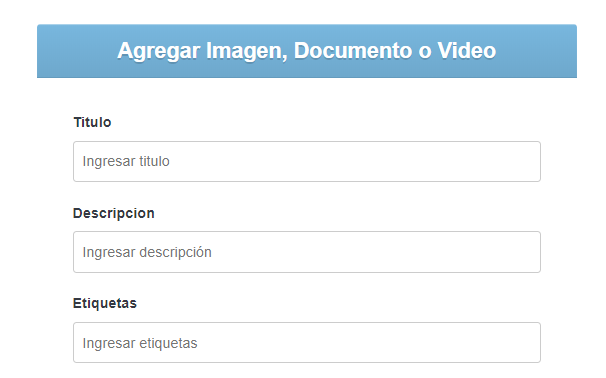 Agregar Imagen, Documento o Video
Titulo
Ingresar titulo
Descripcion
Ingresar descripción
Etiquetas
Ingresar etiquetas